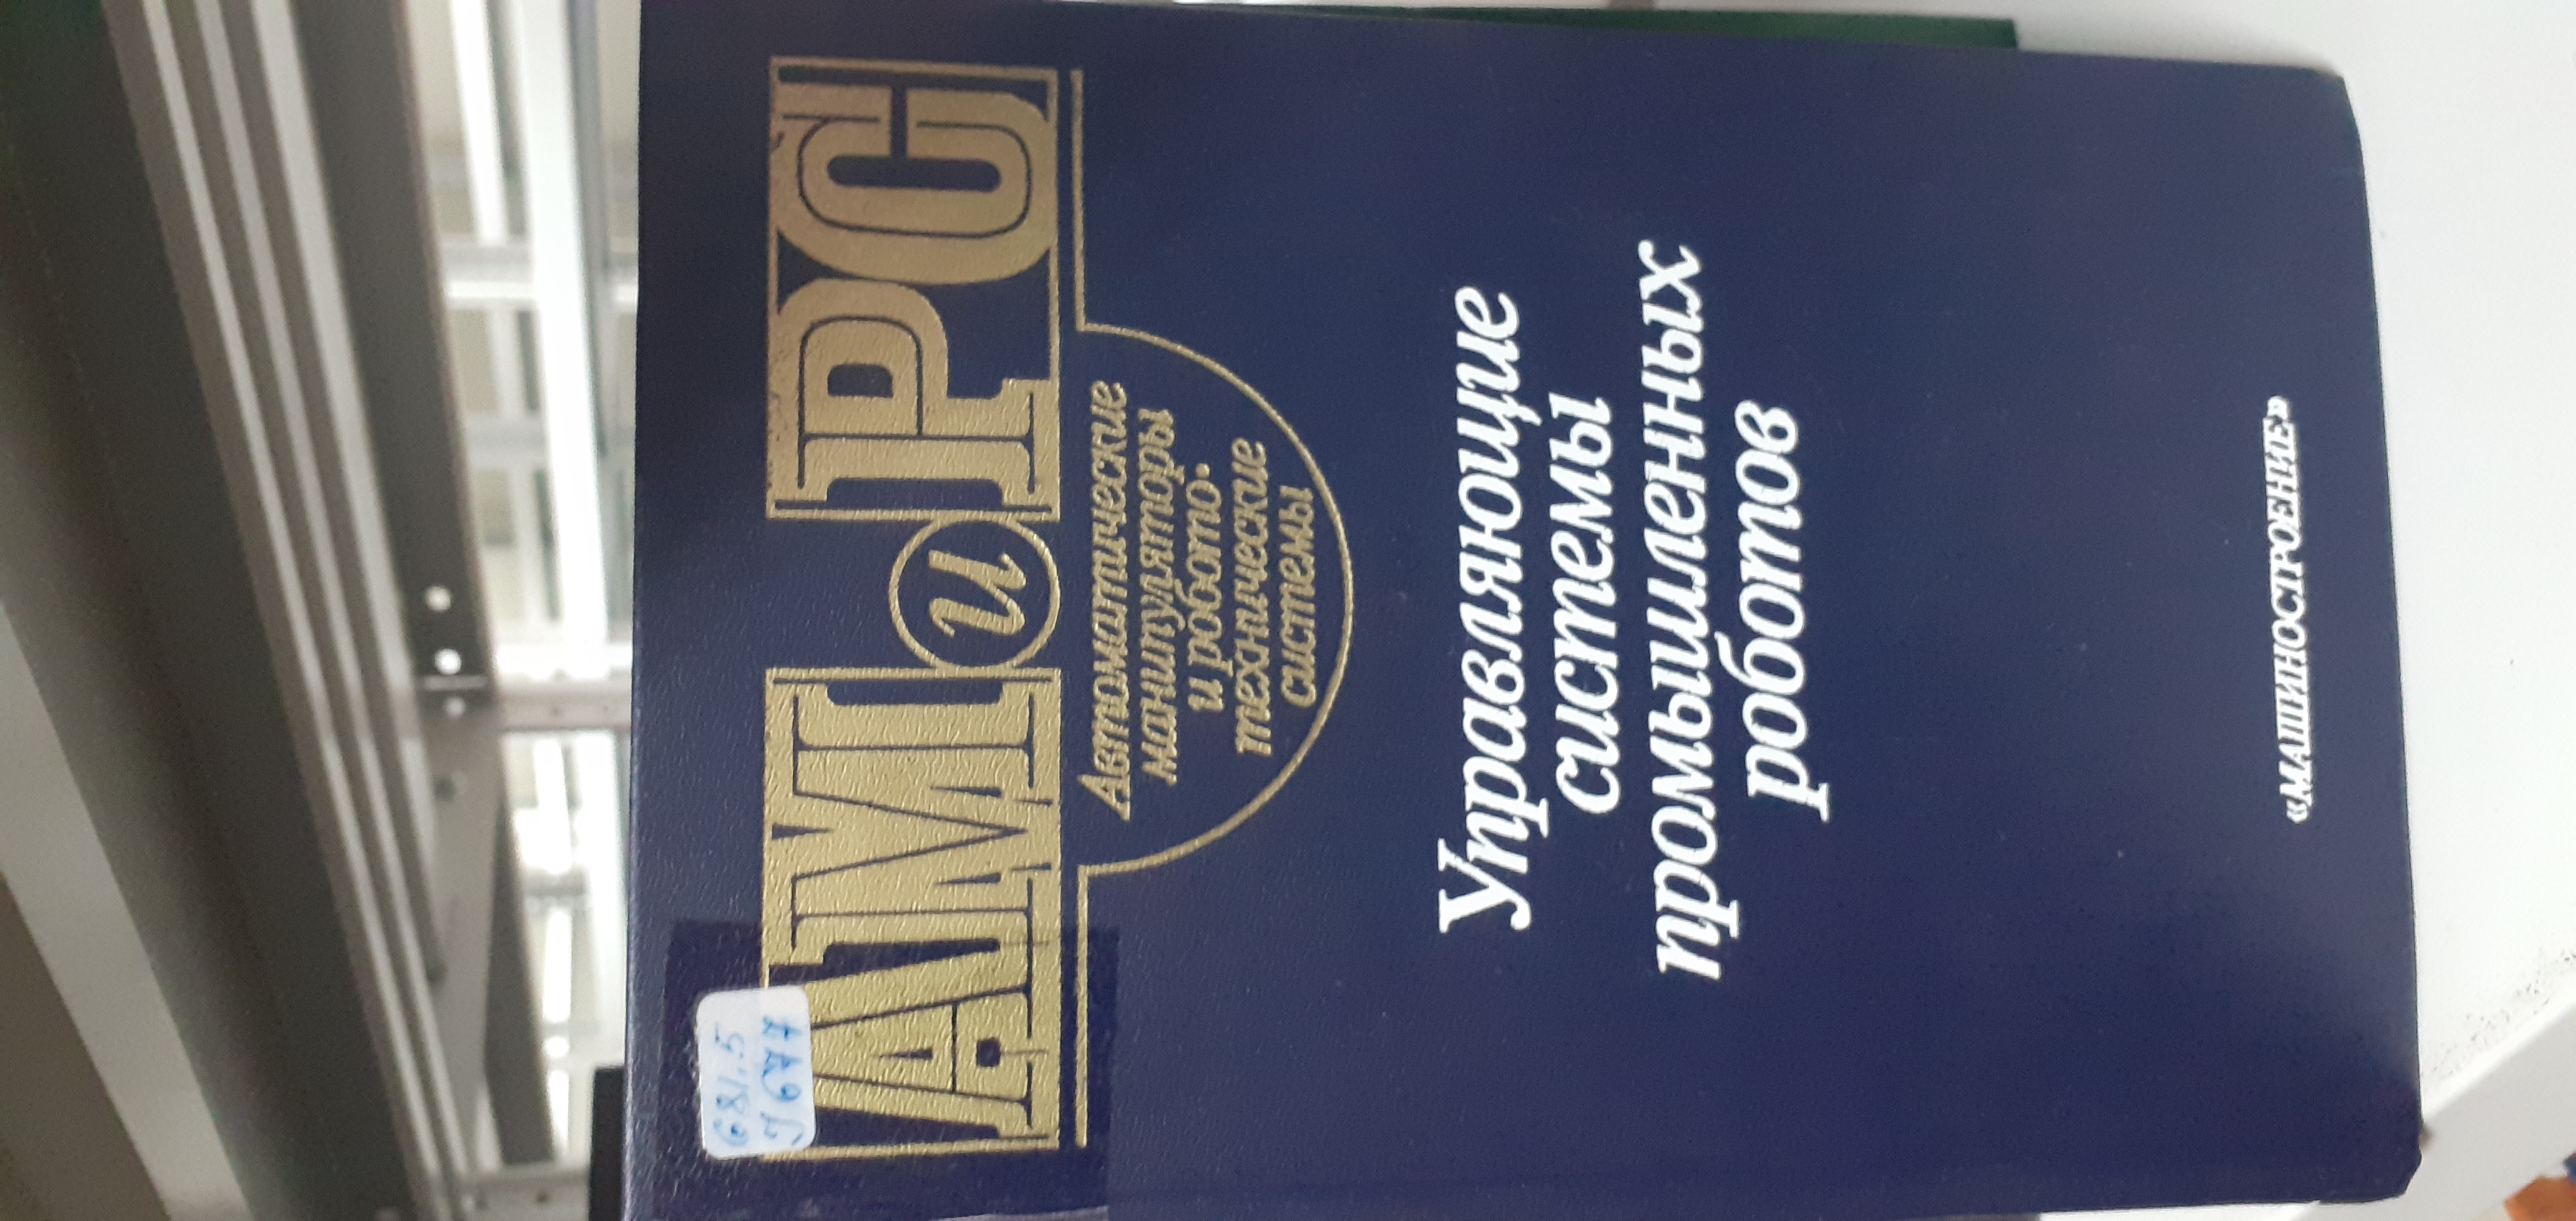 681.5
АМ и РС
Автоматические
манипуляторы
и робото-
технические
системы
Управляющие
системы
промышленных
роботов
«МАШИНОСТРОЕНИЕ»